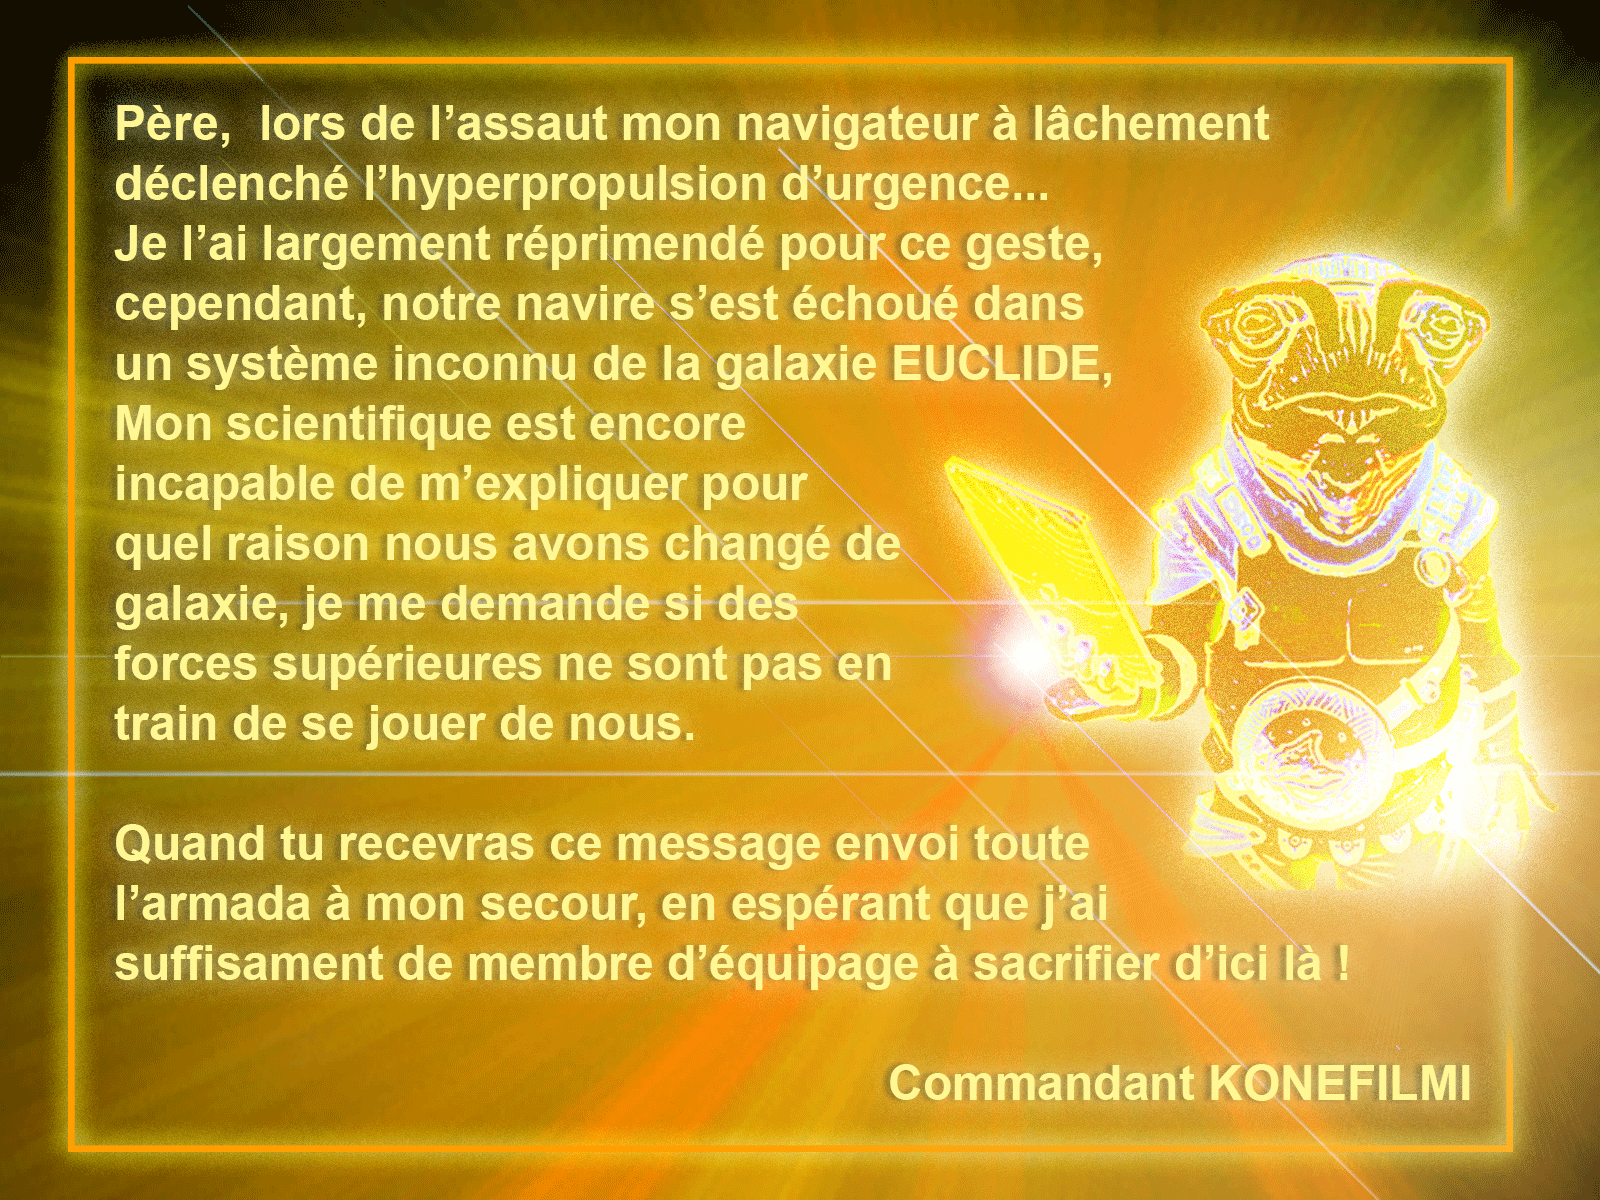 Père,  lors de l’assaut mon navigateur à lâchement
déclenché l’hyperpropulsion d’urgence...
Je l’ai largement réprimendé pour ce geste,
cependant, notre navire s’est échoué dans
un système inconnu de la galaxie EUCLIDE,
Mon scientifique est encore
incapable de m’expliquer pour
quel raison nous avons changé de
galaxie, je me demande si des
forces supérieures ne sont pas en
train de se jouer de nous.
Quand tu recevras ce message envoi toute
l’armada à mon secour, en espérant que j’ai
suffisament de membre d’équipage à sacrifier d’ici là !
Commandant KONEFILMI